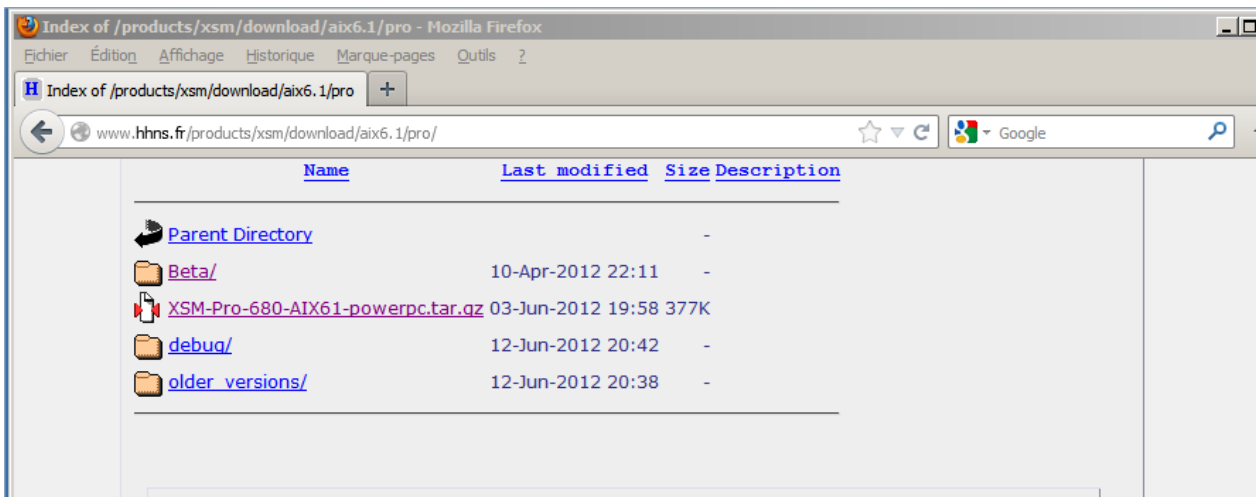 Index of /products/xsm/download/aix6.1/pro - Mozilla Firefox
Fichier Édition Affichage Historique Marque-pages Outils ?
H Index of /products/xsm/download/aix6.1/pro +
www.hhns.fr/products/xsm/download/aix6.1/pro/ Google
Name Last modified Size Description
Parent Directory -
Beta/ 10-Apr-2012 22:11 -
XSM-Pro-680-AIX61-powerpc.tar.gz 03-Jun-2012 19:58 377K
debug/ 12-Jun-2012 20:42 -
older_versions/ 12-Jun-2012 20:38 -